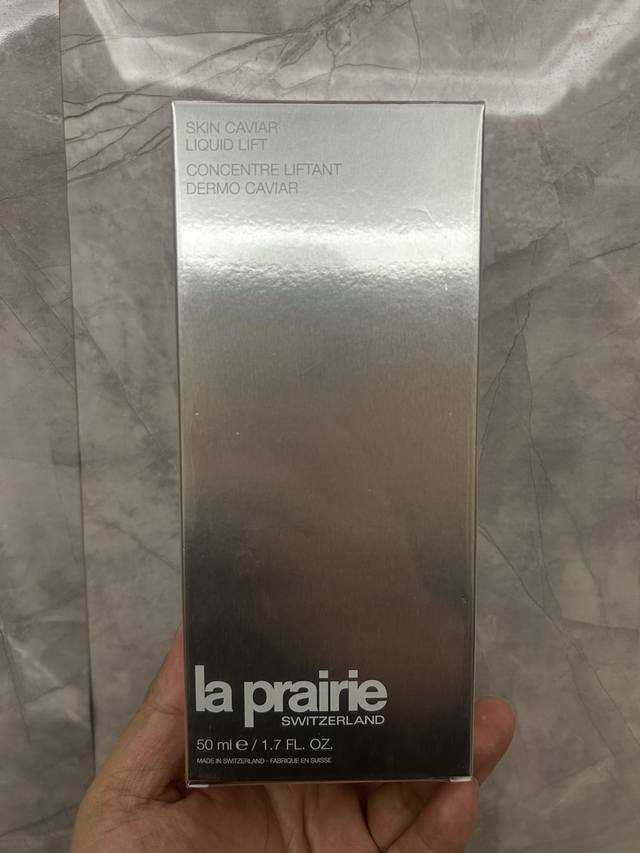 SKIN CAVIAR
LIQUID LIFT
CONCENTRE LIFTANT
DERMO CAVIAR
la prairie
SWITZERLAND
50 ml ℮ / 1.7 FL. OZ.
MADE IN SWITZERLAND - FABRIQUE EN SUISSE